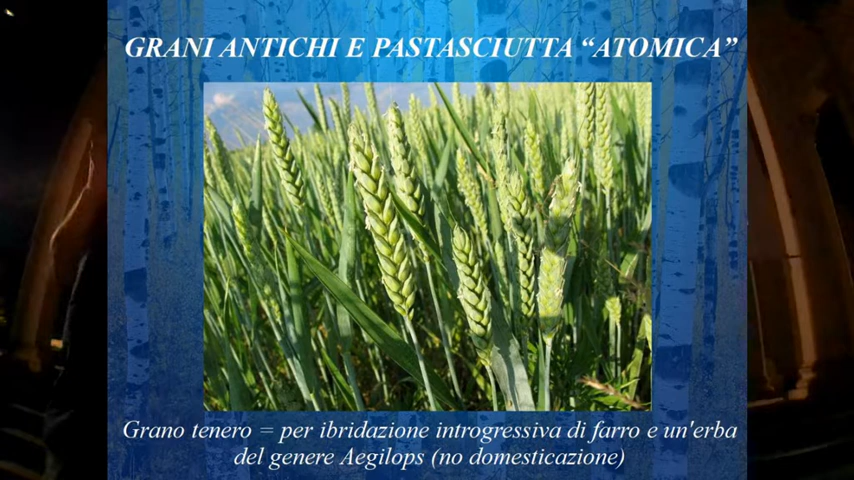 GRANI ANTICHI E PASTASCIUTTA “ATOMICA”
Grano tenero = per ibridazione introgressiva di farro e un'erba
del genere Aegilops (no domesticazione)